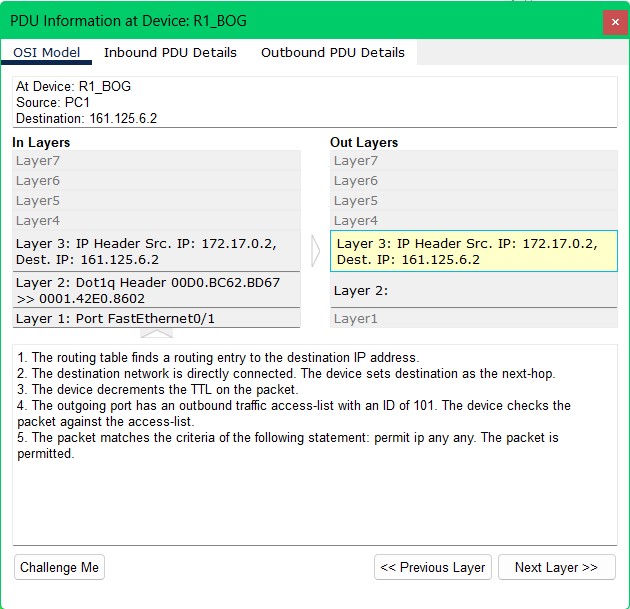 PDU Information at Device: R1_BOG
OSI Model Inbound PDU Details Outbound PDU Details
At Device: R1_BOG
Source: PC1
Destination: 161.125.6.2
In Layers
Layer7
Layer6
Layer5
Layer4
Layer 3: IP Header Src. IP: 172.17.0.2,
Dest. IP: 161.125.6.2
Layer 2: Dot1q Header 00D0.BC62.BD67
>> 0001.42E0.8602
Layer 1: Port FastEthernet0/1
Out Layers
Layer7
Layer6
Layer5
Layer4
Layer 3: IP Header Src. IP: 172.17.0.2,
Dest. IP: 161.125.6.2
Layer 2:
Layer1
1. The routing table finds a routing entry to the destination IP address.
2. The destination network is directly connected. The device sets destination as the next-hop.
3. The device decrements the TTL on the packet.
4. The outgoing port has an outbound traffic access-list with an ID of 101. The device checks the
packet against the access-list.
5. The packet matches the criteria of the following statement: permit ip any any. The packet is
permitted.
Challenge Me
<< Previous Layer
Next Layer >>